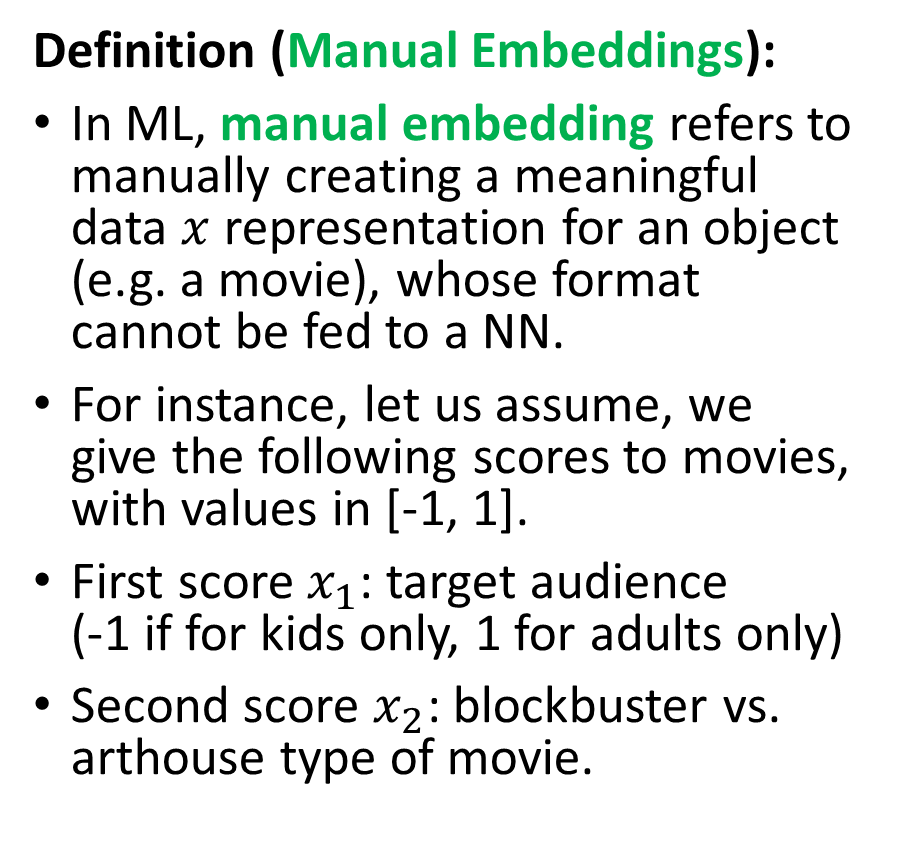 Definition (Manual Embeddings):
• In ML, manual embedding refers to
manually creating a meaningful
data 𝑥 representation for an object
(e.g. a movie), whose format
cannot be fed to a NN.
• For instance, let us assume, we
give the following scores to movies,
with values in [-1, 1].
• First score 𝑥₁: target audience
(-1 if for kids only, 1 for adults only)
• Second score 𝑥₂: blockbuster vs.
arthouse type of movie.